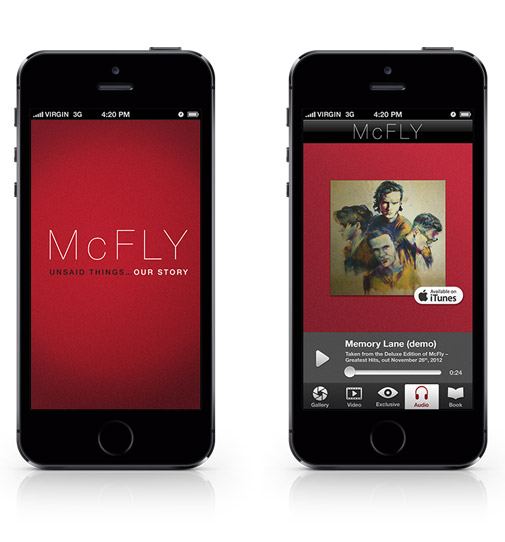 VIRGIN 3G 4:20 PM
McFLY
UNSAID THINGS...OUR STORY
VIRGIN 3G 4:20 PM
McFLY
Available on
iTunes
Memory Lane (demo)
Taken from the Deluxe Edition of McFly –
Greatest Hits, out November 26th, 2012
0:24
Gallery Video Exclusive Audio Book